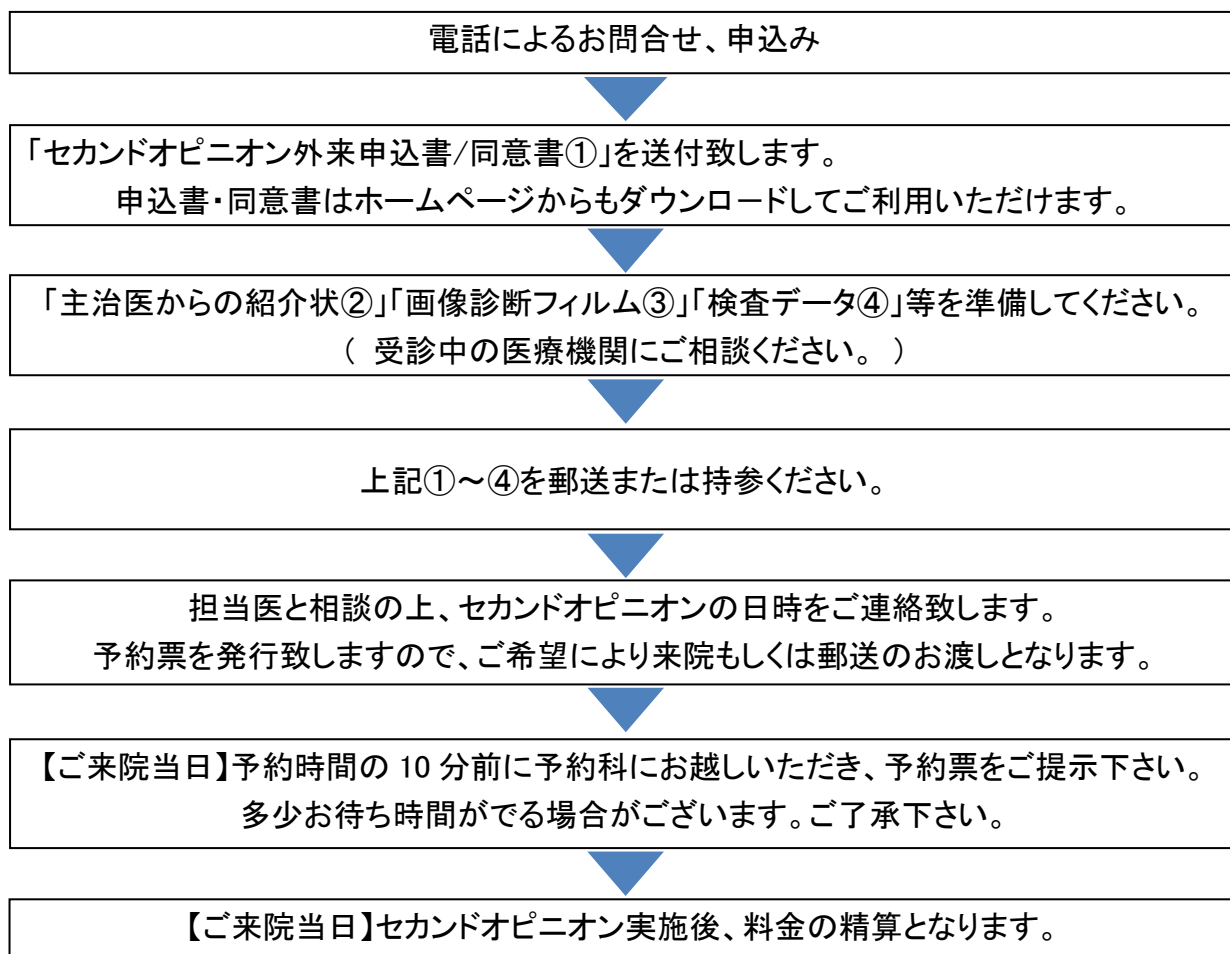 電話によるお問合せ、申込み
「セカンドオピニオン外来申込書/同意書①」を送付致します。
申込書・同意書はホームページからもダウンロードしてご利用いただけます。
「主治医からの紹介状②」「画像診断フィルム③」「検査データ④」等を準備してください。
（ 受診中の医療機関にご相談ください。 ）
上記①～④を郵送または持参ください。
担当医と相談の上、セカンドオピニオンの日時をご連絡致します。
予約票を発行致しますので、ご希望により来院もしくは郵送のお渡しとなります。
【ご来院当日】予約時間の 10 分前に予約科にお越しいただき、予約票をご提示下さい。
多少お待ち時間がでる場合がございます。ご了承下さい。
【ご来院当日】セカンドオピニオン実施後、料金の精算となります。